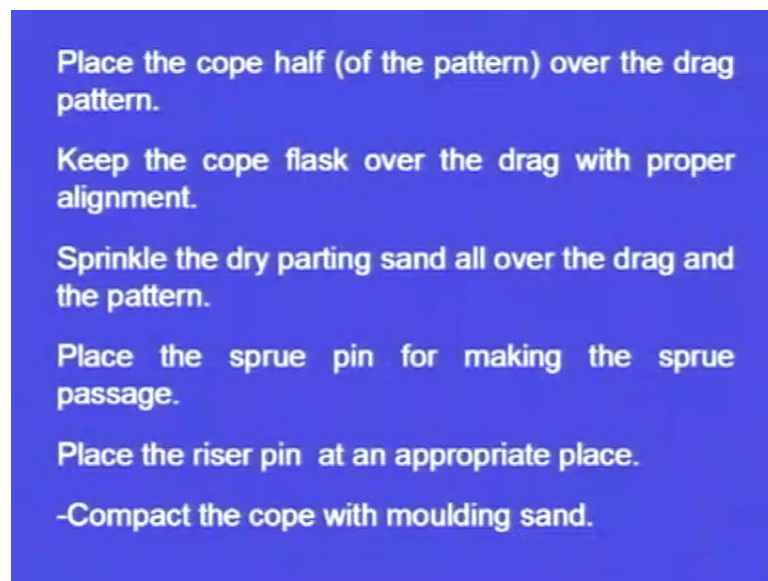 Place the cope half (of the pattern) over the drag
pattern.
Keep the cope flask over the drag with proper
alignment.
Sprinkle the dry parting sand all over the drag and
the pattern.
Place the sprue pin for making the sprue
passage.
Place the riser pin at an appropriate place.
-Compact the cope with moulding sand.